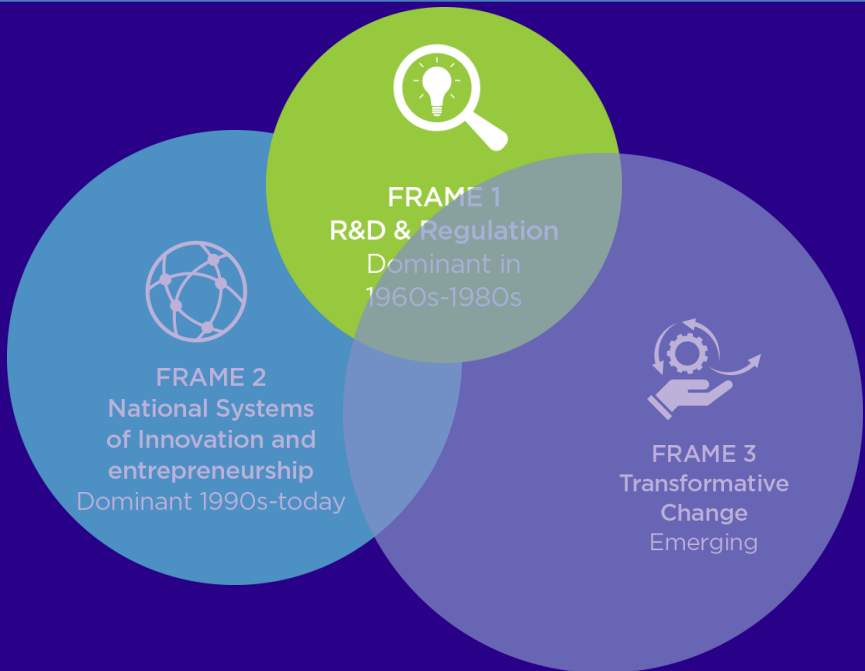 FRAME 1
R&D & Regulation
Dominant in
1960s-1980s
FRAME 2
National Systems
of Innovation and
entrepreneurship
Dominant 1990s-today
FRAME 3
Transformative
Change
Emerging